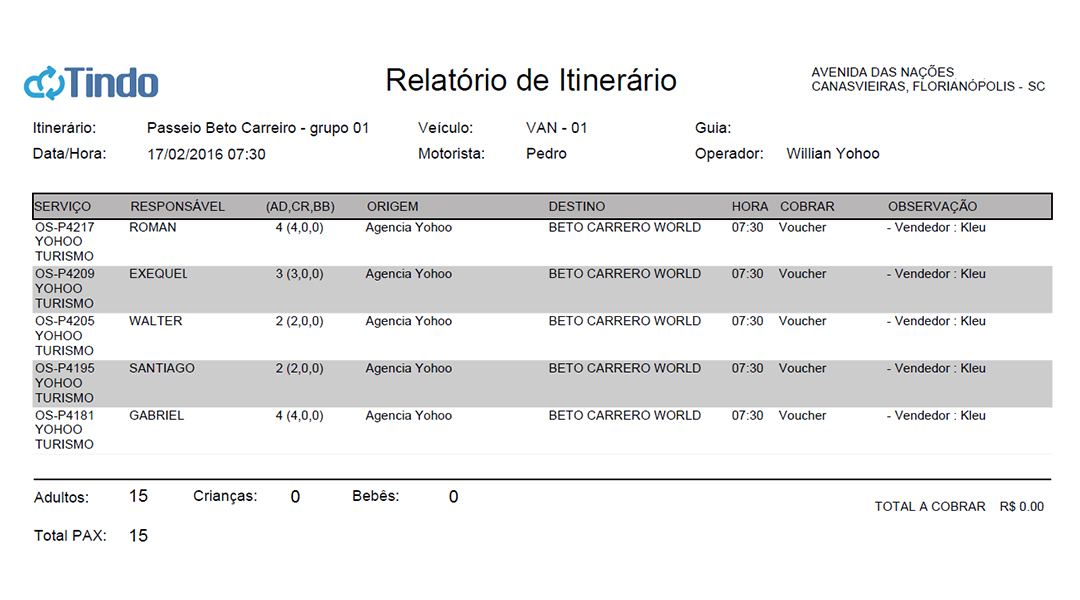 Tindo
Relatório de Itinerário
AVENIDA DAS NAÇÕES
CANASVIEIRAS, FLORIANÓPOLIS - SC
Itinerário: Passeio Beto Carreiro - grupo 01 Veículo: VAN - 01 Guia:
Data/Hora: 17/02/2016 07:30 Motorista: Pedro Operador: Willian Yohoo
SERVIÇO RESPONSÁVEL (AD,CR,BB) ORIGEM DESTINO HORA COBRAR OBSERVAÇÃO
OS-P4217 ROMAN 4 (4,0,0) Agencia Yohoo BETO CARRERO WORLD 07:30 Voucher - Vendedor : Kleu
YOHOO
TURISMO
OS-P4209 EXEQUEL 3 (3,0,0) Agencia Yohoo BETO CARRERO WORLD 07:30 Voucher - Vendedor : Kleu
YOHOO
TURISMO
OS-P4205 WALTER 2 (2,0,0) Agencia Yohoo BETO CARRERO WORLD 07:30 Voucher - Vendedor : Kleu
YOHOO
TURISMO
OS-P4195 SANTIAGO 2 (2,0,0) Agencia Yohoo BETO CARRERO WORLD 07:30 Voucher - Vendedor : Kleu
YOHOO
TURISMO
OS-P4181 GABRIEL 4 (4,0,0) Agencia Yohoo BETO CARRERO WORLD 07:30 Voucher - Vendedor : Kleu
YOHOO
TURISMO
Adultos: 15 Crianças: 0 Bebês: 0
TOTAL A COBRAR R$ 0.00
Total PAX: 15